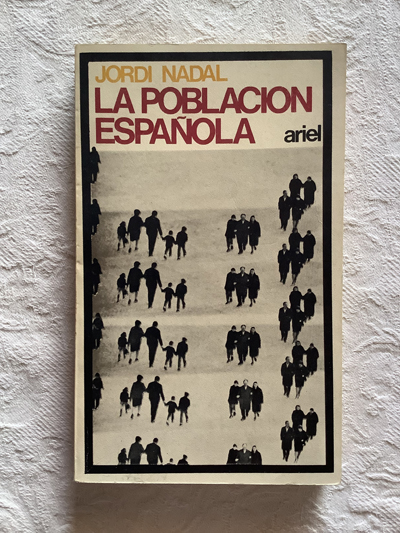 JORDI NADAL
LA POBLACION
ESPAÑOLA
ariel